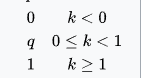 0 k < 0
q 0 ≤ k < 1
1 k ≥ 1